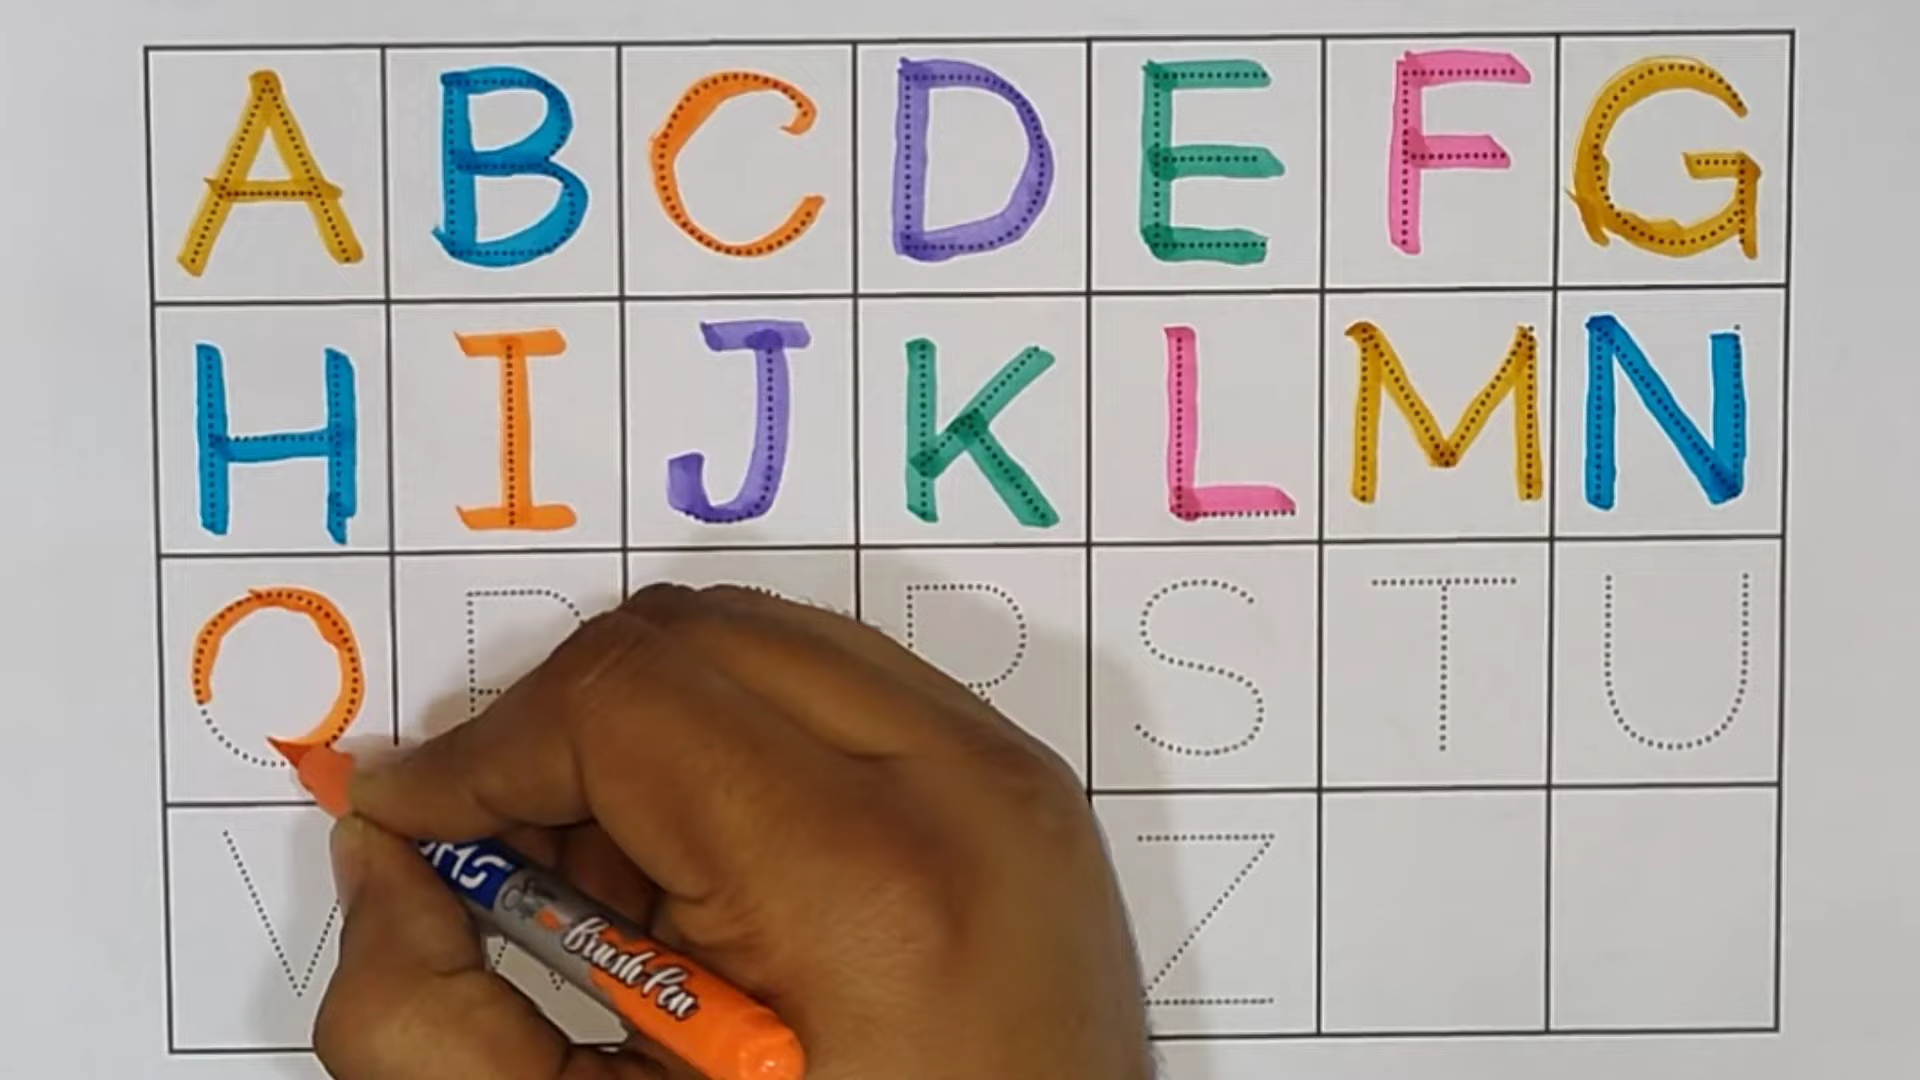 A B C D E F G
H I J K L M N
O P R S T U
V Z
Brush Pen